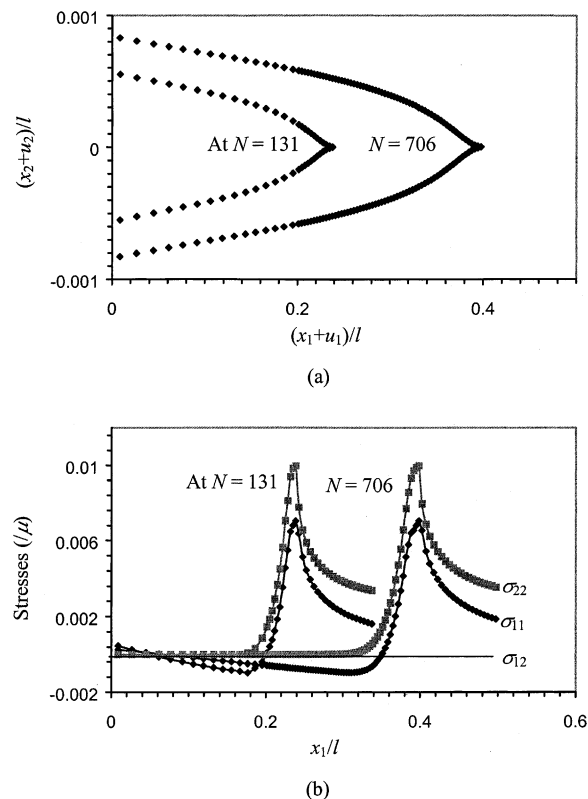 0.001
(x₂+u₂)/l
At N = 131 N = 706
0
-0.001
0 0.2 0.4
(x₁+u₁)/l
(a)
0.01
At N = 131 N = 706
Stresses (/μ)
0.006
0.002
σ₂₂
σ₁₁
σ₁₂
-0.002
0 0.2 0.4 0.6
x₁/l
(b)